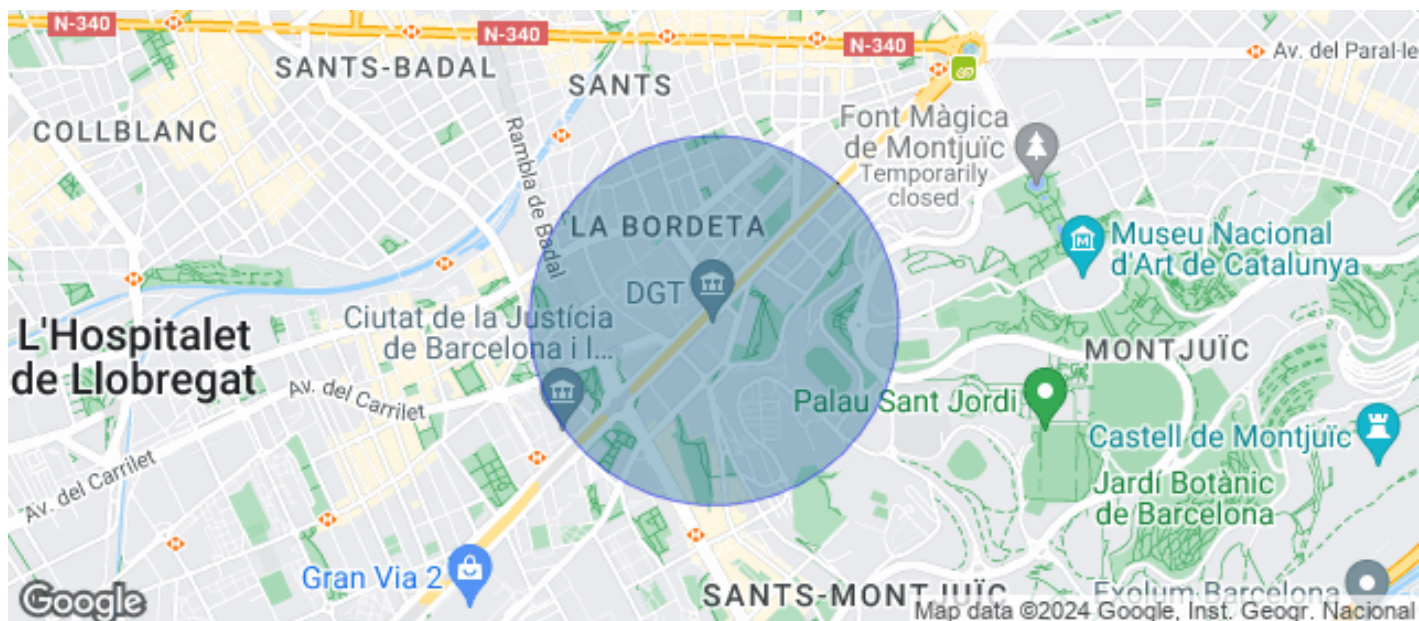 N-340
N-340
N-340
Av. del Paral·le
SANTS-BADAL
SANTS
COLLBLANC
Rambla de Badal
Font Màgica
de Montjuïc
Temporarily
closed
LA BORDETA
Museu Nacional
d'Art de Catalunya
DGT
Ciutat de la Justícia
de Barcelona i l...
L'Hospitalet
de Llobregat
MONTJUÏC
Av. del Carrilet
Palau Sant Jordi
Castell de Montjuïc
Av. del Carrilet
Jardí Botànic
de Barcelona
Gran Via 2
SANTS-MONTJUÏC
Exolum Barcelona
Google
Map data ©2024 Google, Inst. Geogr. Nacional